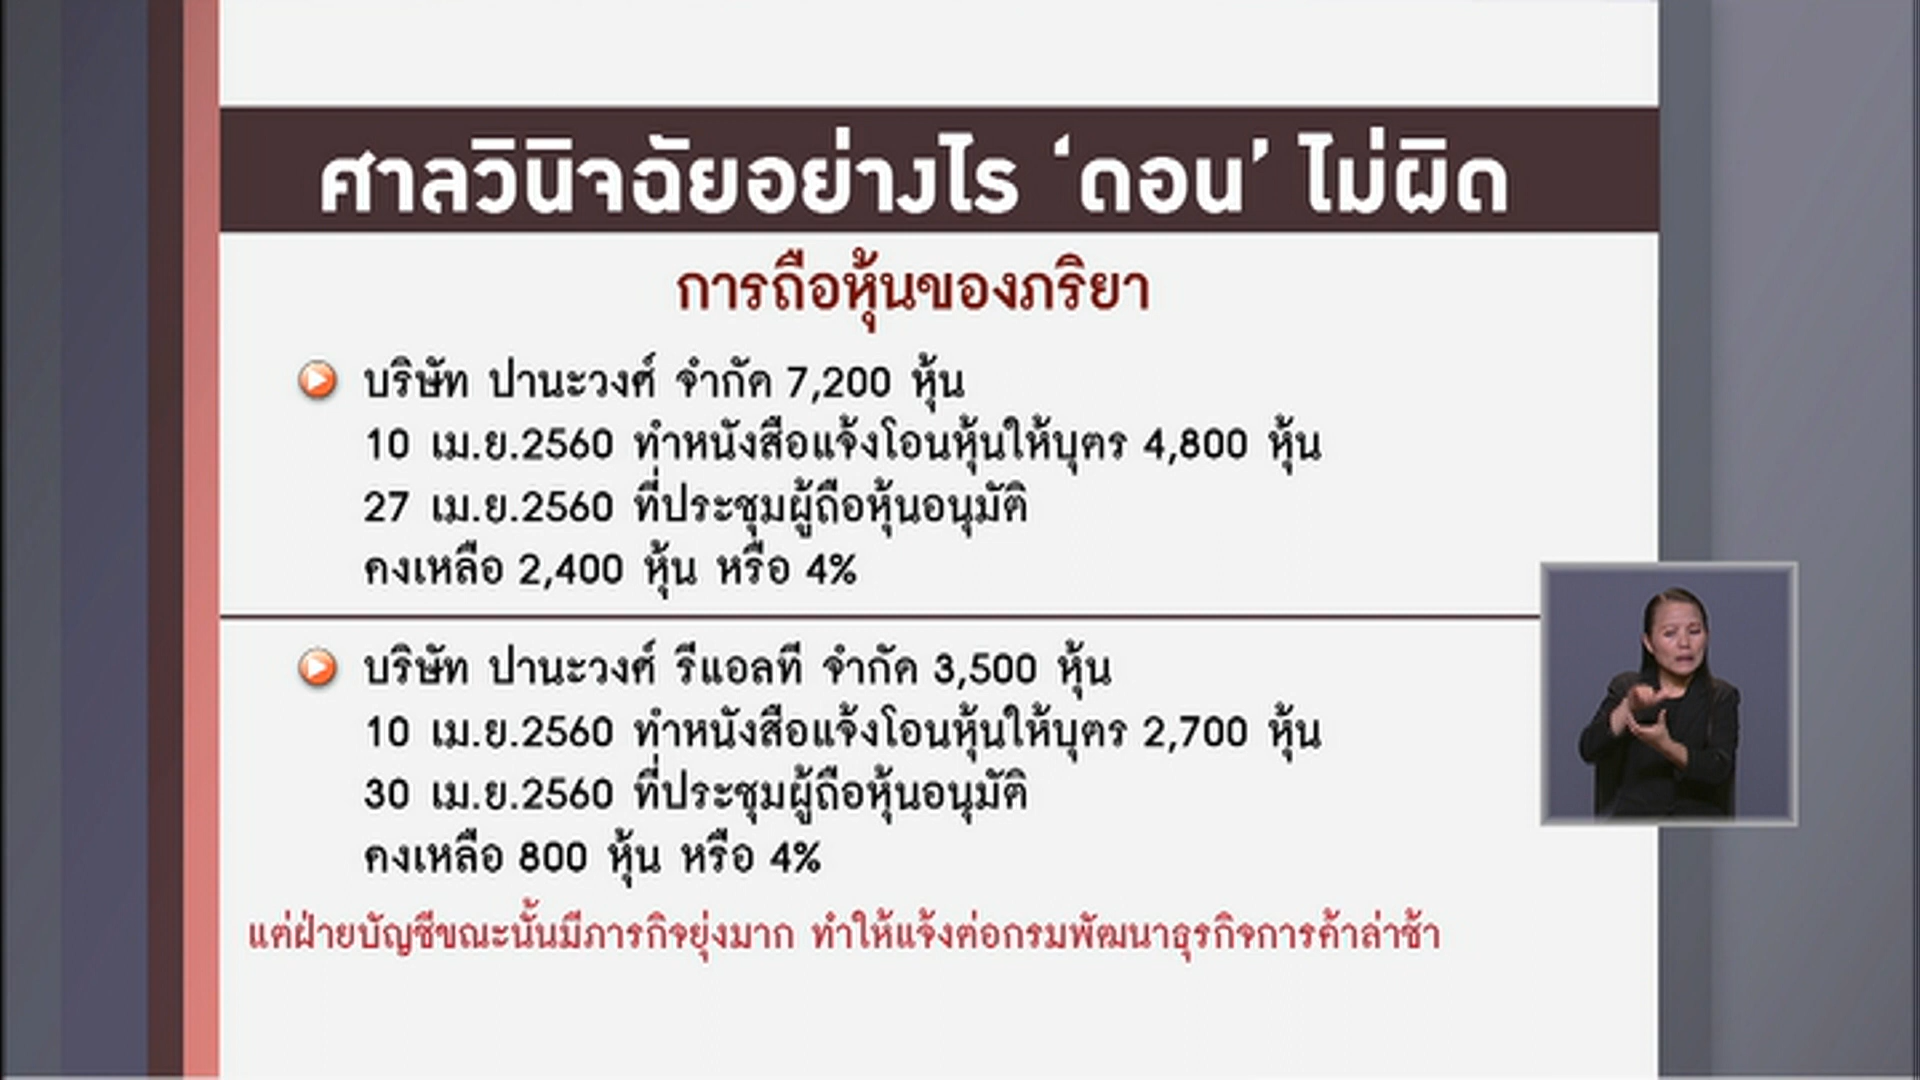 ศาลวินิจฉัยอย่างไร ‘ดอน’ ไม่ผิด
การถือหุ้นของภริยา
บริษัท ปานะวงศ์ จำกัด 7,200 หุ้น
10 เม.ย.2560 ทำหนังสือแจ้งโอนหุ้นให้บุตร 4,800 หุ้น
27 เม.ย.2560 ที่ประชุมผู้ถือหุ้นอนุมัติ
คงเหลือ 2,400 หุ้น หรือ 4%
บริษัท ปานะวงศ์ รีแอลที จำกัด 3,500 หุ้น
10 เม.ย.2560 ทำหนังสือแจ้งโอนหุ้นให้บุตร 2,700 หุ้น
30 เม.ย.2560 ที่ประชุมผู้ถือหุ้นอนุมัติ
คงเหลือ 800 หุ้น หรือ 4%
แต่ฝ่ายบัญชีขณะนั้นมีภารกิจยุ่งมาก ทำให้แจ้งต่อกรมพัฒนาธุรกิจการค้าล่าช้า